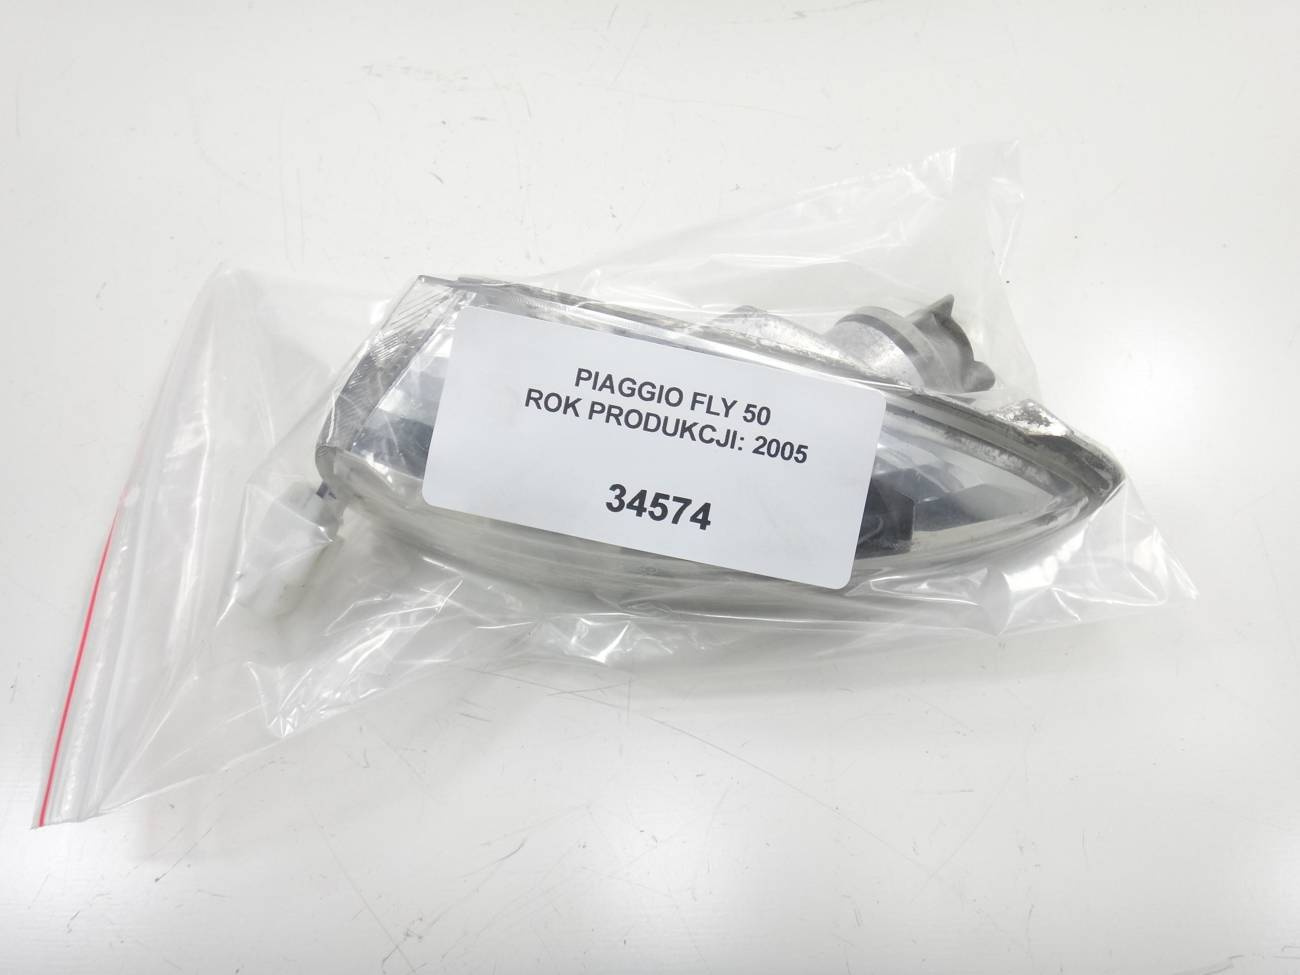 PIAGGIO FLY 50
ROK PRODUKCJI: 2005
34574